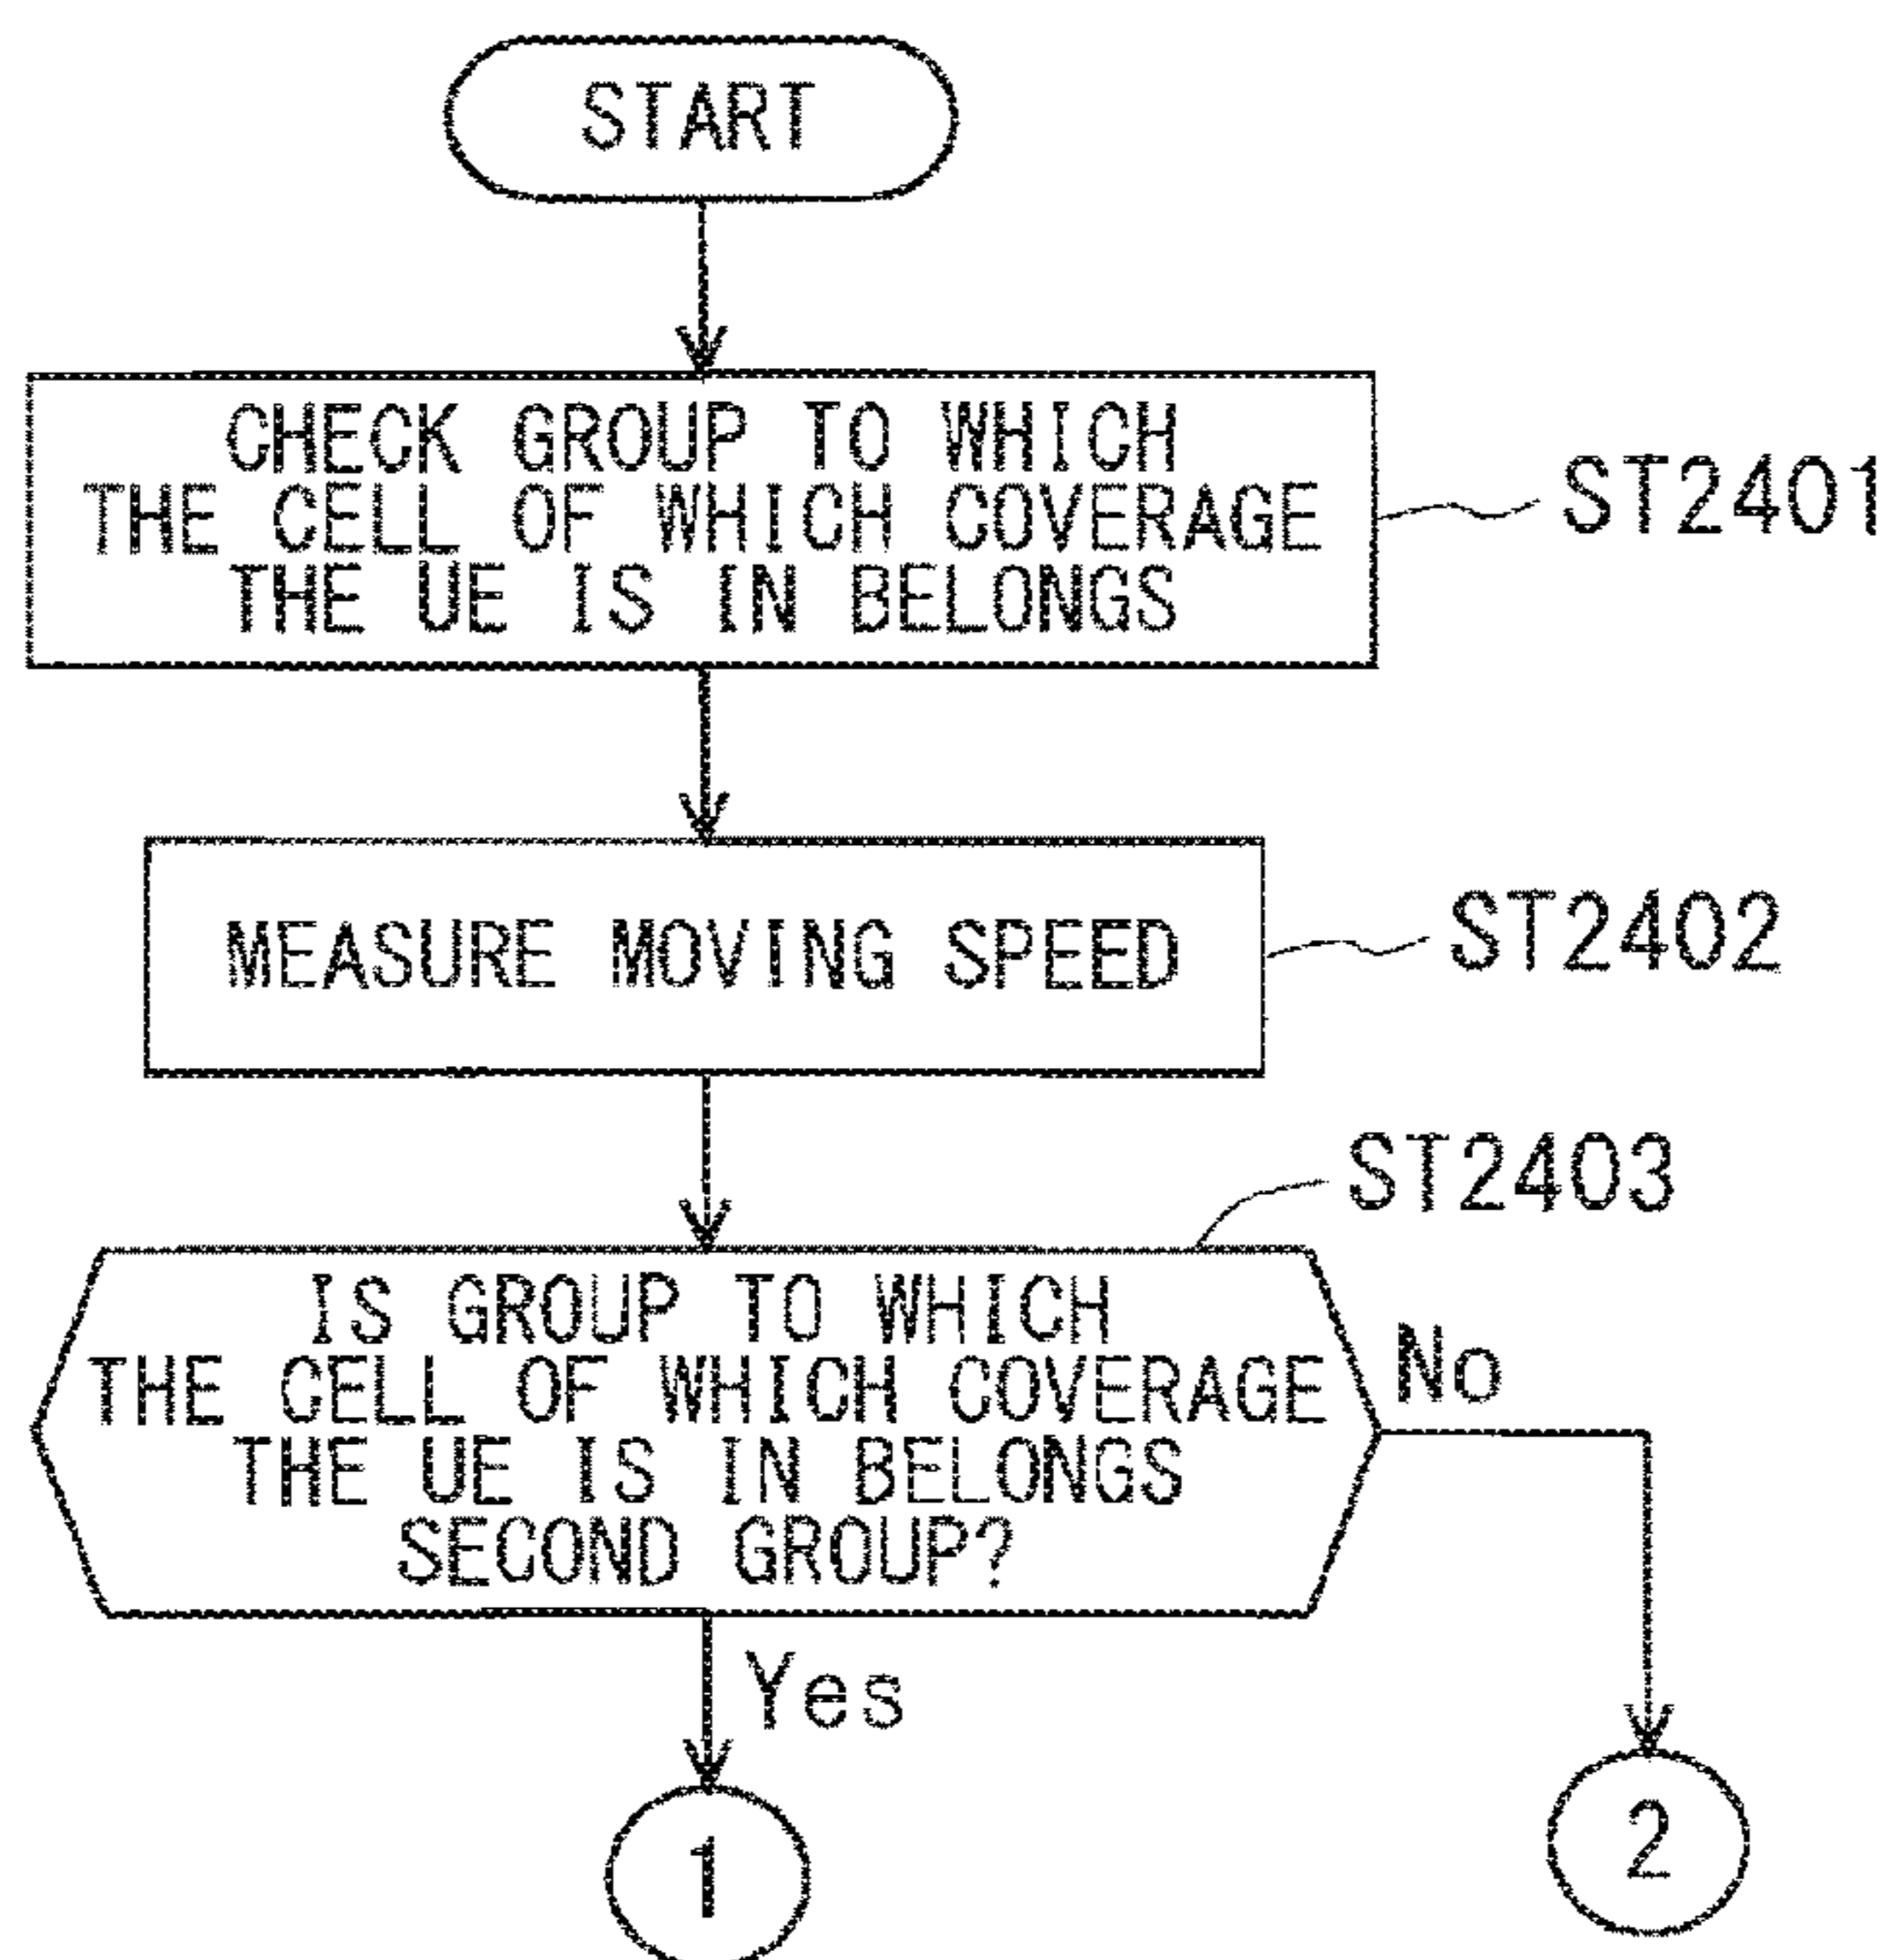 START
CHECK GROUP TO WHICH
THE CELL OF WHICH COVERAGE
THE UE IS IN BELONGS
ST2401
MEASURE MOVING SPEED
ST2402
ST2403
IS GROUP TO WHICH
THE CELL OF WHICH COVERAGE
THE UE IS IN BELONGS
SECOND GROUP?
No
Yes
1
2